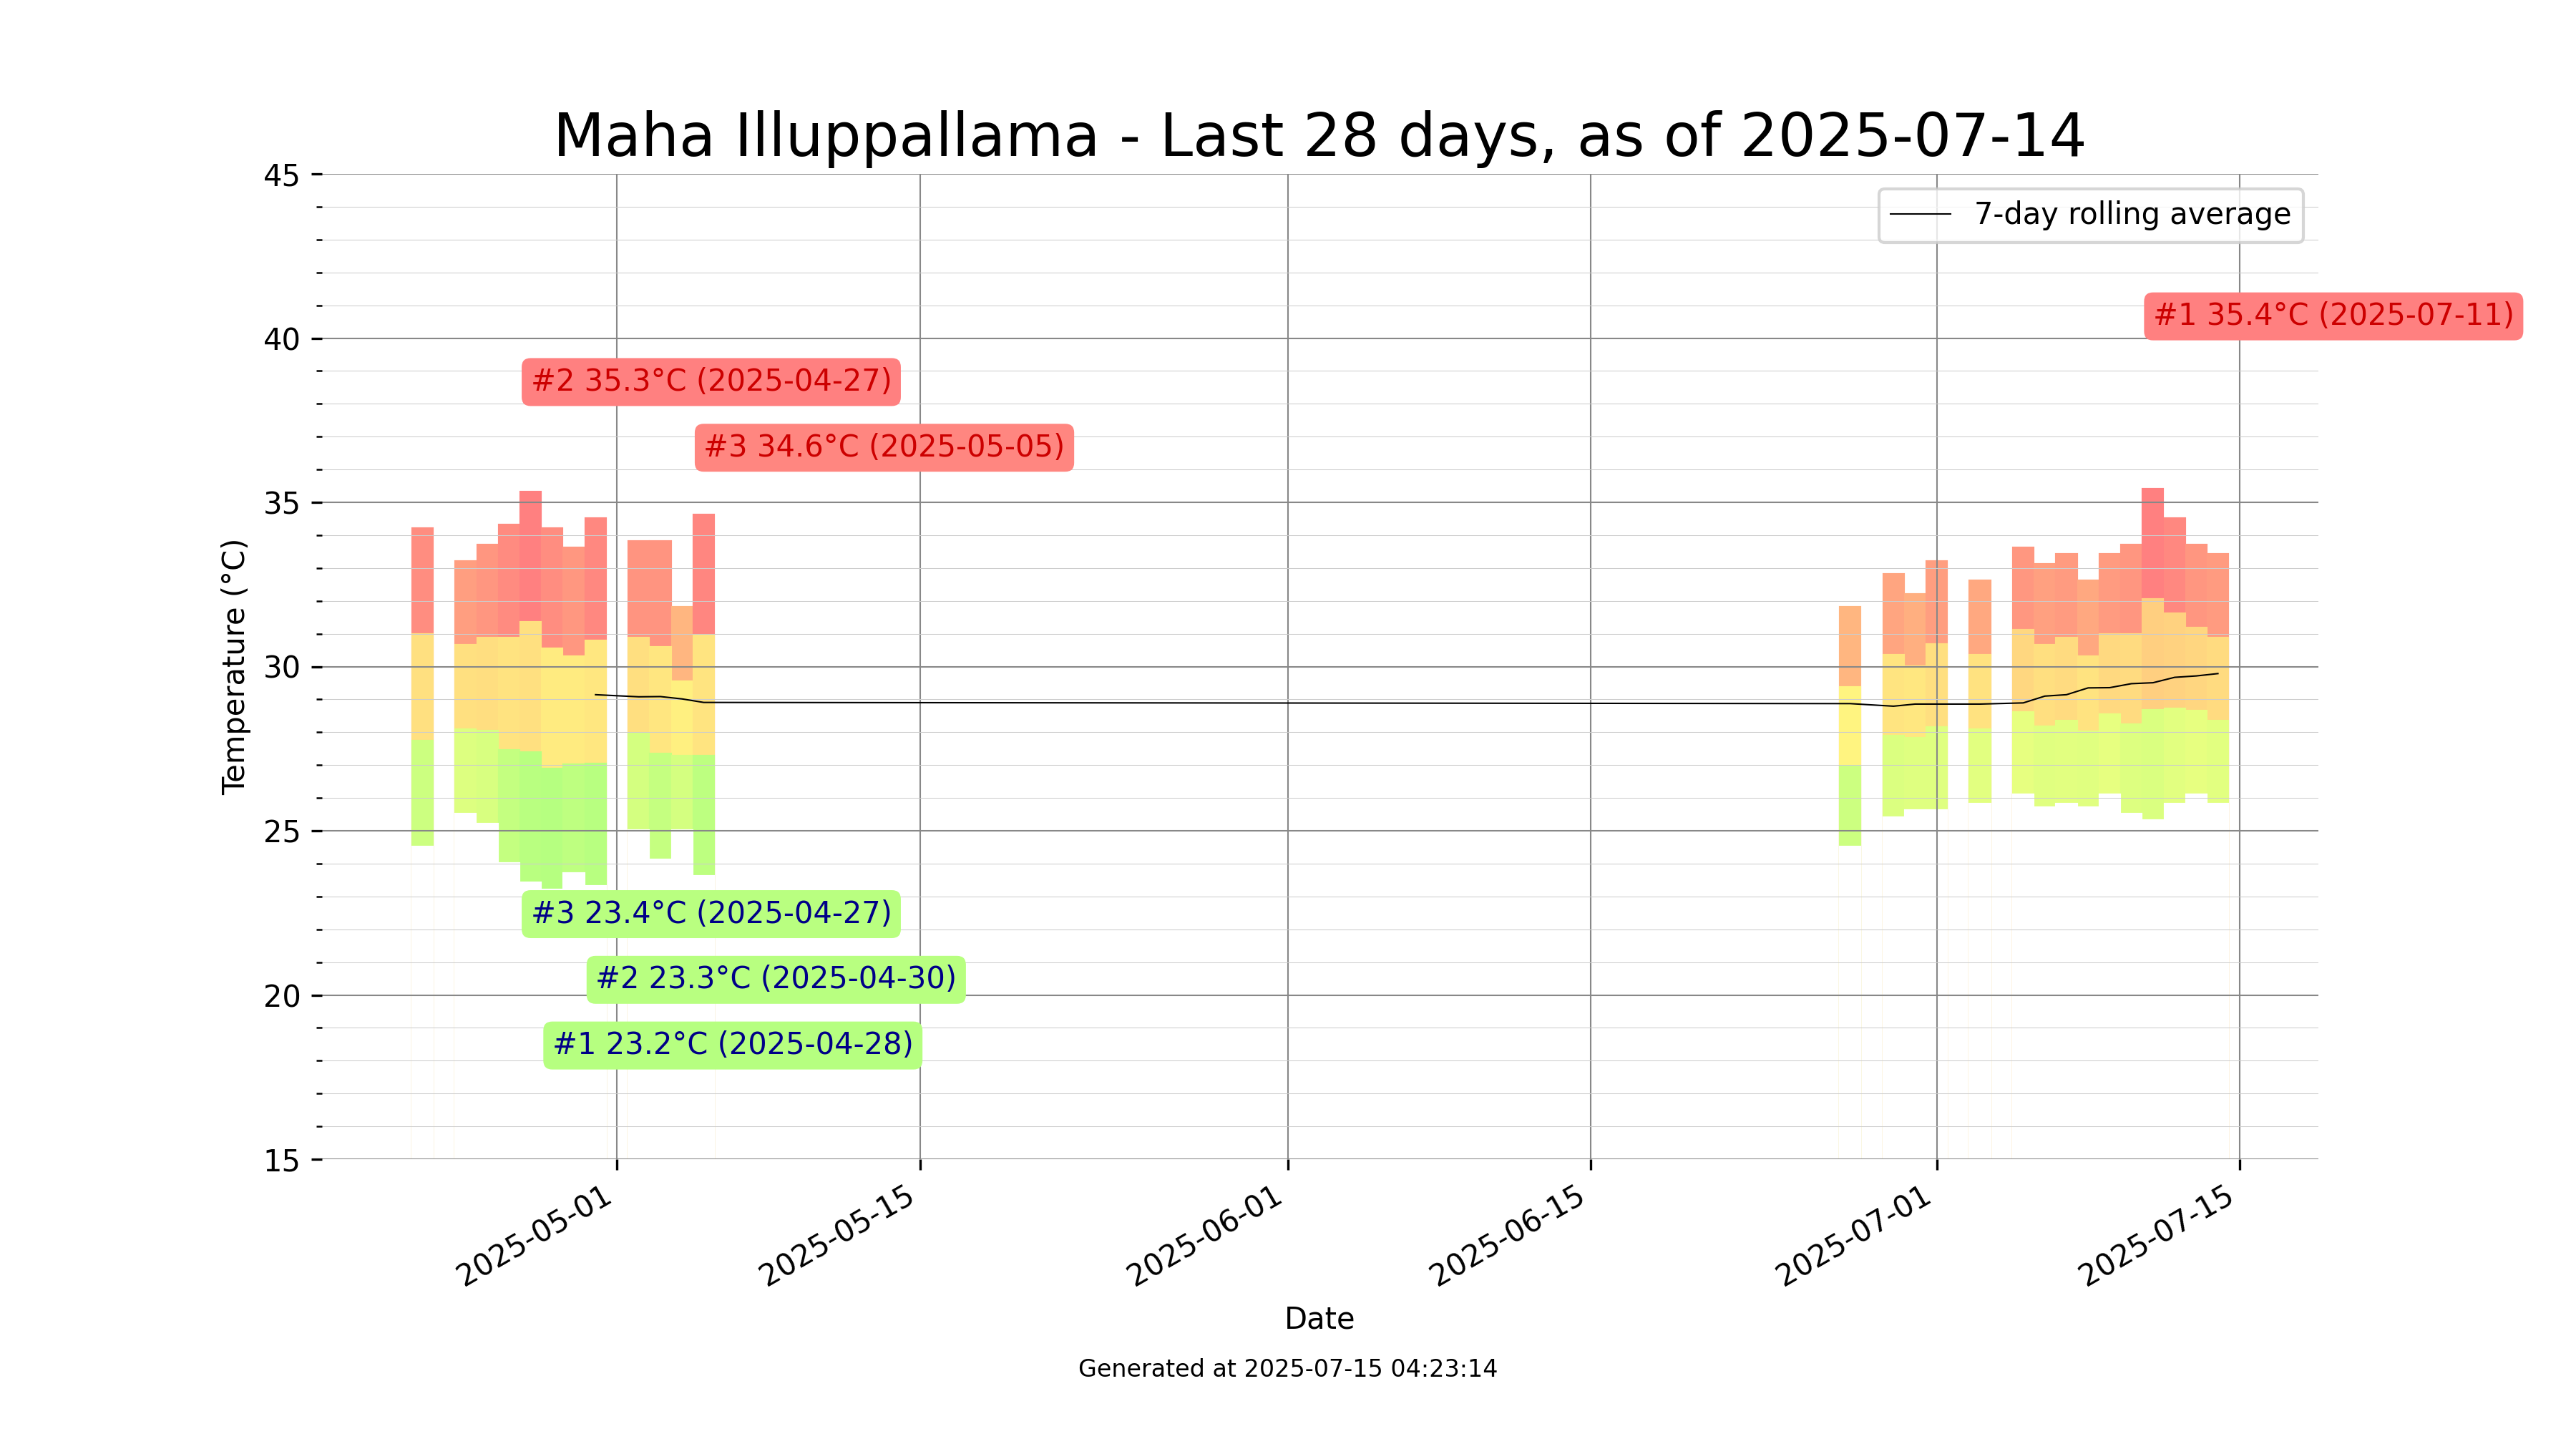 Maha Illuppallama - Last 28 days, as of 2025-07-14
45
7-day rolling average
#1 35.4°C (2025-07-11)
40
#2 35.3°C (2025-04-27)
#3 34.6°C (2025-05-05)
35
30
Temperature (°C)
25
#3 23.4°C (2025-04-27)
#2 23.3°C (2025-04-30)
20
#1 23.2°C (2025-04-28)
15
2025-05-01
2025-05-15
2025-06-01
2025-06-15
2025-07-01
2025-07-15
Date
Generated at 2025-07-15 04:23:14